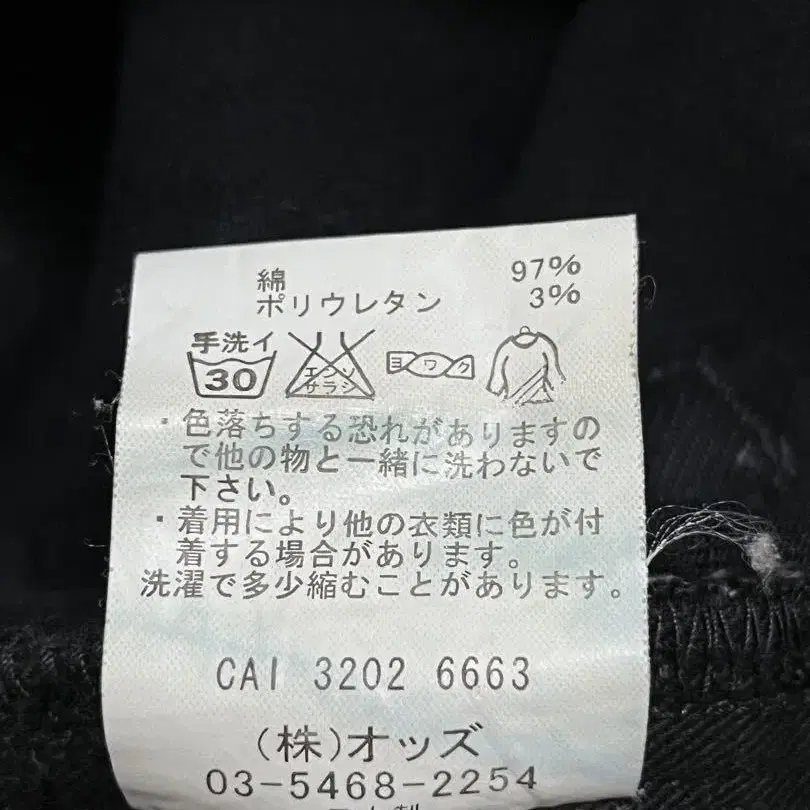 綿 97%
ポリウレタン 3%
手洗イ
30
エンソ
サラシ
ヨワク
・色落ちする恐れがありますの
で他の物と一緒に洗わないで
下さい。
・着用により他の衣類に色が付
着する場合があります。
洗濯で多少縮むことがあります。
CAI 3202 6663
(株)オッズ
03-5468-2254